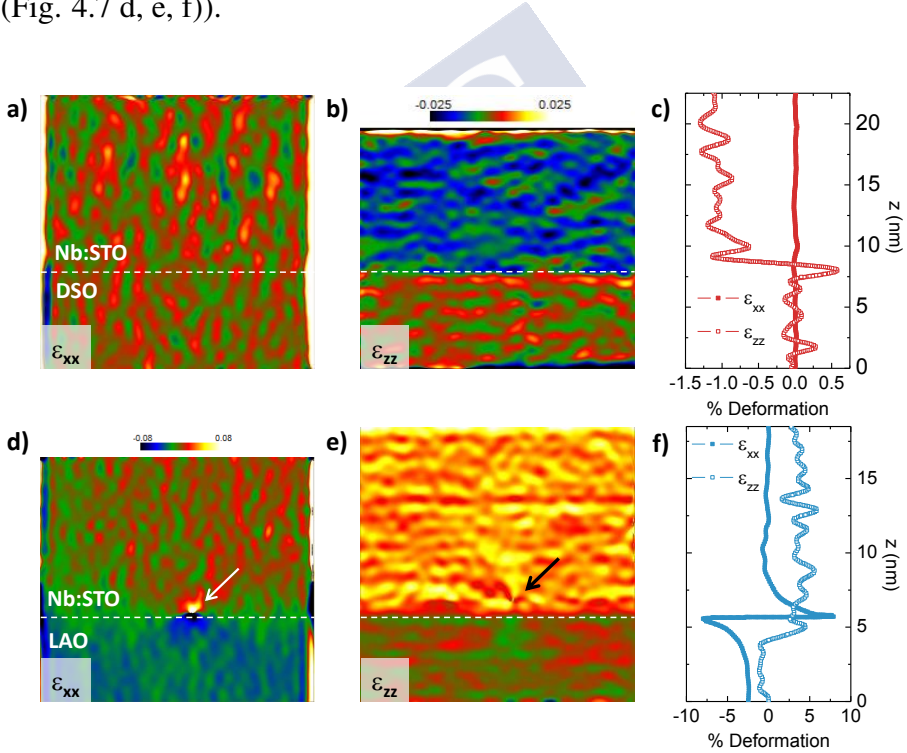 (Fig. 4.7 d, e, f)).
a)
b)
-0.025 0.025
c)
Nb:STO
DSO
εxx
εzz
εxx
εzz
20
15
10
5
0
z (nm)
-1.5 -1.0 -0.5 0.0 0.5
% Deformation
d)
-0.08 0.08
e)
f)
Nb:STO
LAO
εxx
εzz
εxx
εzz
15
10
5
0
z (nm)
-10 -5 0 5 10
% Deformation